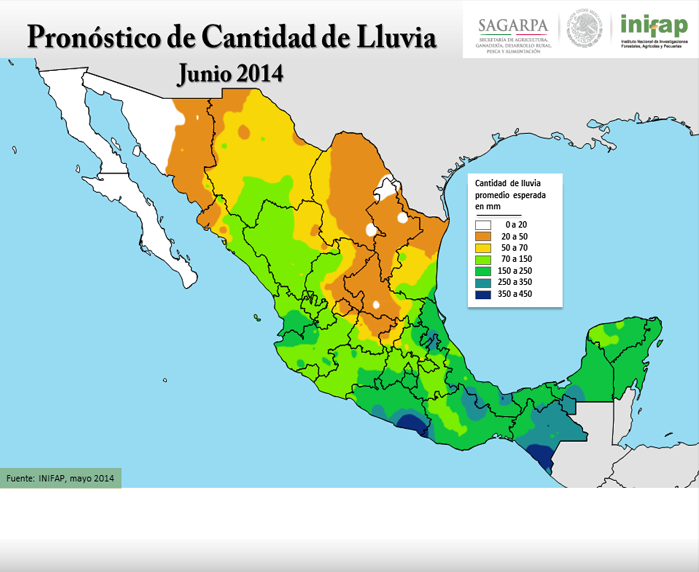 Pronóstico de Cantidad de Lluvia
Junio 2014
SAGARPA
SECRETARÍA DE AGRICULTURA,
GANADERÍA, DESARROLLO RURAL,
PESCA Y ALIMENTACIÓN
inifap
Instituto Nacional de Investigaciones
Forestales, Agrícolas y Pecuarias
Cantidad de lluvia
promedio esperada
en mm
0 a 20
20 a 50
50 a 70
70 a 150
150 a 250
250 a 350
350 a 450
Fuente: INIFAP, mayo 2014